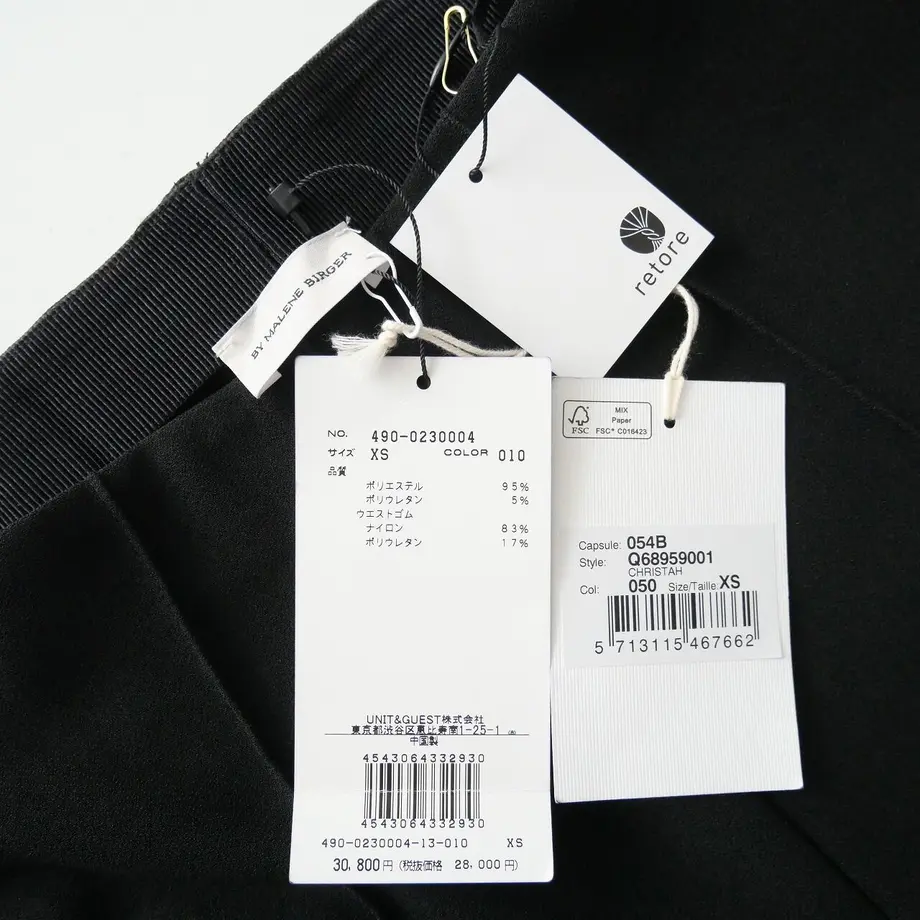 BY MALENE BIRGER
retore
NO. 490-0230004
サイズ XS COLOR 010
品質
ポリエステル 95%
ポリウレタン 5%
ウエストゴム
ナイロン 83%
ポリウレタン 17%
UNIT&GUEST株式会社
東京都渋谷区恵比寿南1-25-1
中国製
4543064332930
4543064332930
490-0230004-13-010 XS
30,800円 (税抜価格 28,000円)
FSC
MIX
Paper
FSC® C016423
Capsule: 054B
Style: Q68959001
CHRISTAH
Col: 050 Size/Taille: XS
5 713115 467662